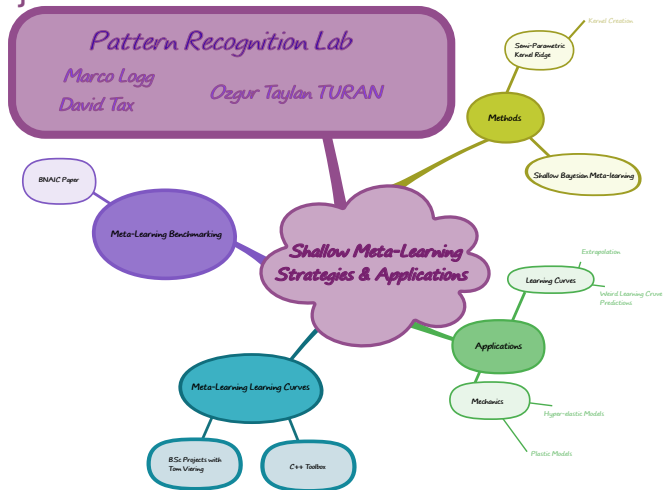 Pattern Recognition Lab
Marco Logg
David Tax
Ozgur Taylan TURAN
Kernel Creation
Semi-Parametric
Kernel Ridge
Methods
Shallow Bayesian Meta-learning
BNAIC Paper
Meta-Learning Benchmarking
Shallow Meta-Learning
Strategies & Applications
Extrapolation
Learning Curves
Weird Learning Cruve
Predictions
Applications
Mechanics
Hyper-elastic Models
Plastic Models
Meta-Learning Learning Curves
BSc Projects with
Tom Viering
C++ Toolbox